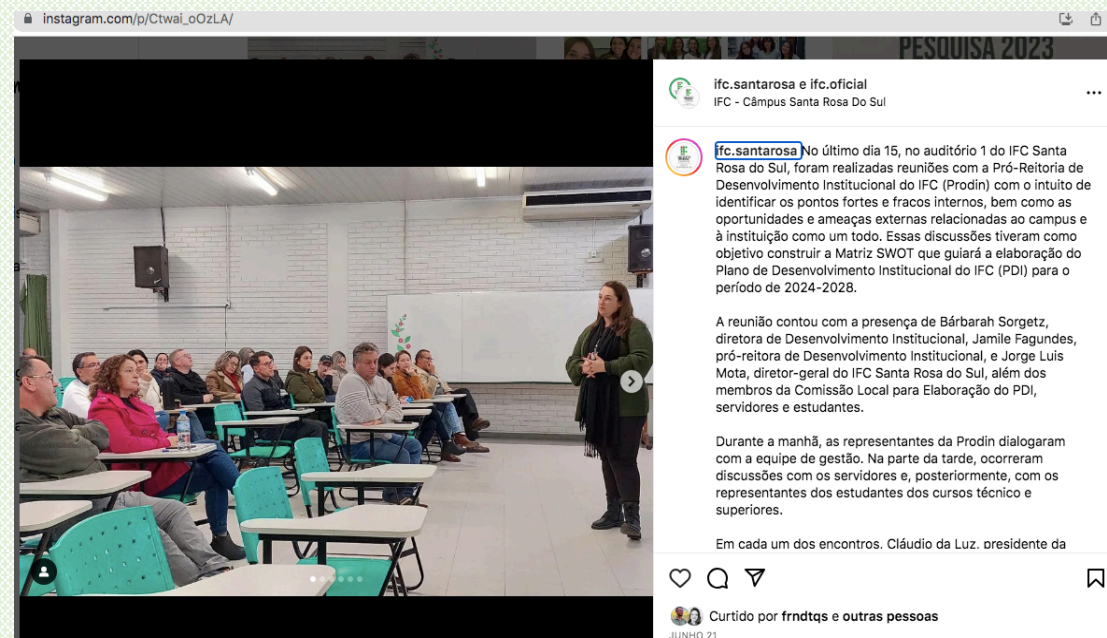 instagram.com/p/Ctwai_oOzLA/
PESQUISA 2023
ifc.santarosa e ifc.oficial
IFC - Câmpus Santa Rosa Do Sul
ifc.santarosa No último dia 15, no auditório 1 do IFC Santa
Rosa do Sul, foram realizadas reuniões com a Pró-Reitoria de
Desenvolvimento Institucional do IFC (Prodin) com o intuito de
identificar os pontos fortes e fracos internos, bem como as
oportunidades e ameaças externas relacionadas ao campus e
à instituição como um todo. Essas discussões tiveram como
objetivo construir a Matriz SWOT que guiará a elaboração do
Plano de Desenvolvimento Institucional do IFC (PDI) para o
período de 2024-2028.
A reunião contou com a presença de Bárbarah Sorgetz,
diretora de Desenvolvimento Institucional, Jamile Fagundes,
pró-reitora de Desenvolvimento Institucional, e Jorge Luis
Mota, diretor-geral do IFC Santa Rosa do Sul, além dos
membros da Comissão Local para Elaboração do PDI,
servidores e estudantes.
Durante a manhã, as representantes da Prodin dialogaram
com a equipe de gestão. Na parte da tarde, ocorreram
discussões com os servidores e, posteriormente, com os
representantes dos estudantes dos cursos técnico e
superiores.
Em cada um dos encontros, Cláudio da Luz, presidente da
Curtido por frndtqs e outras pessoas
JUNHO 21